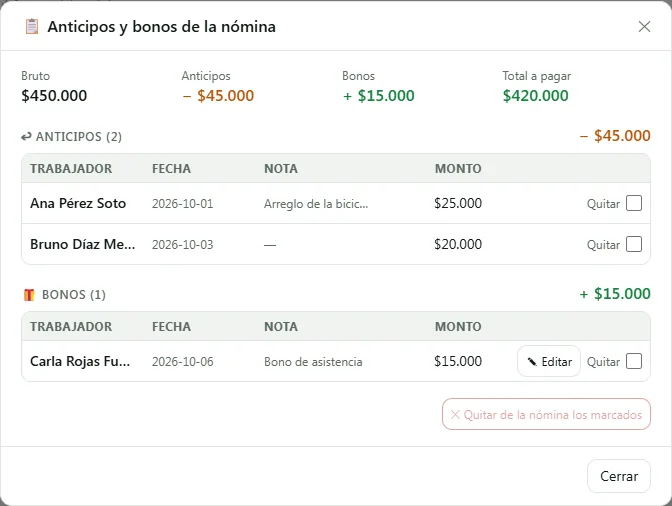 Anticipos y bonos de la nómina
Bruto Anticipos Bonos Total a pagar
$450.000 − $45.000 + $15.000 $420.000
ANTICIPOS (2) − $45.000
TRABAJADOR FECHA NOTA MONTO
Ana Pérez Soto 2026-10-01 Arreglo de la bicic... $25.000 Quitar
Bruno Díaz Me... 2026-10-03 — $20.000 Quitar
BONOS (1) + $15.000
TRABAJADOR FECHA NOTA MONTO
Carla Rojas Fu... 2026-10-06 Bono de asistencia $15.000 Editar Quitar
Quitar de la nómina los marcados
Cerrar